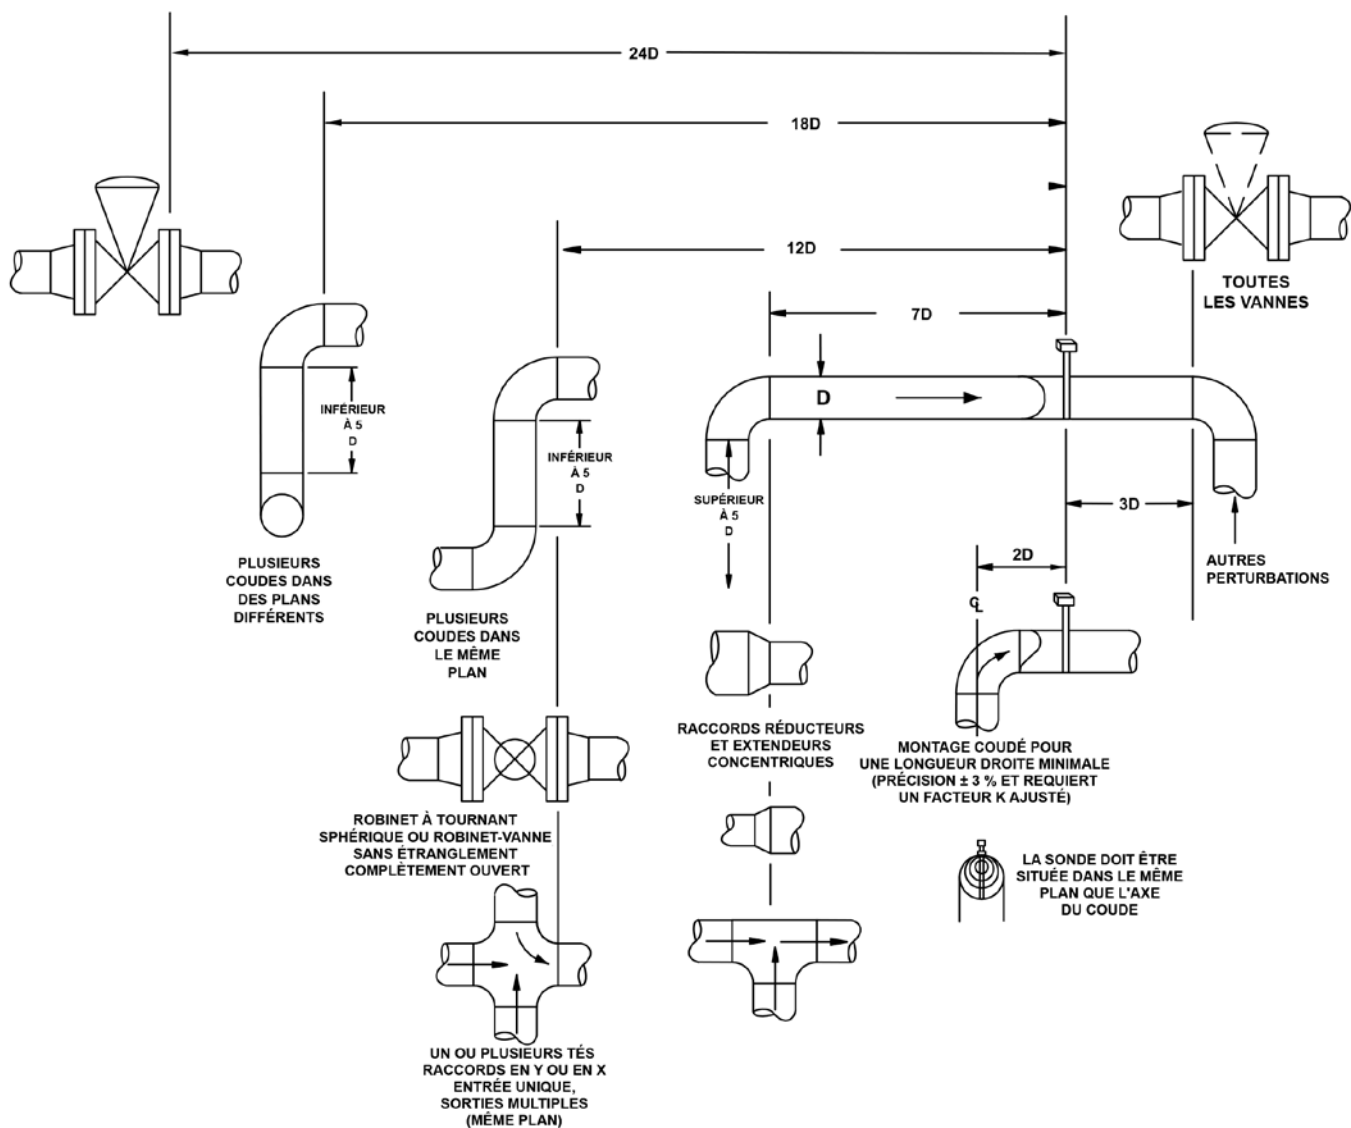 24D
18D
12D
7D
TOUTES
LES VANNES
D
INFÉRIEUR
À 5
D
INFÉRIEUR
À 5
D
SUPÉRIEUR
À 5
D
3D
2D
AUTRES
PERTURBATIONS
PLUSIEURS
COUDES DANS
DES PLANS
DIFFÉRENTS
PLUSIEURS
COUDES DANS
LE MÊME
PLAN
℄
RACCORDS RÉDUCTEURS
ET EXTENDEURS
CONCENTRIQUES
MONTAGE COUDÉ POUR
UNE LONGUEUR DROITE MINIMALE
(PRÉCISION ± 3 % ET REQUIERT
UN FACTEUR K AJUSTÉ)
ROBINET À TOURNANT
SPHÉRIQUE OU ROBINET-VANNE
SANS ÉTRANGLEMENT
COMPLÈTEMENT OUVERT
LA SONDE DOIT ÊTRE
SITUÉE DANS LE MÊME
PLAN QUE L'AXE
DU COUDE
UN OU PLUSIEURS TÉS
RACCORDS EN Y OU EN X
ENTRÉE UNIQUE,
SORTIES MULTIPLES
(MÊME PLAN)